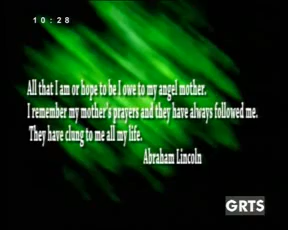 10:28
All that I am or hope to be I owe to my angel mother.
I remember my mother's prayers and they have always followed me.
They have clung to me all my life.
Abraham Lincoln
GRTS